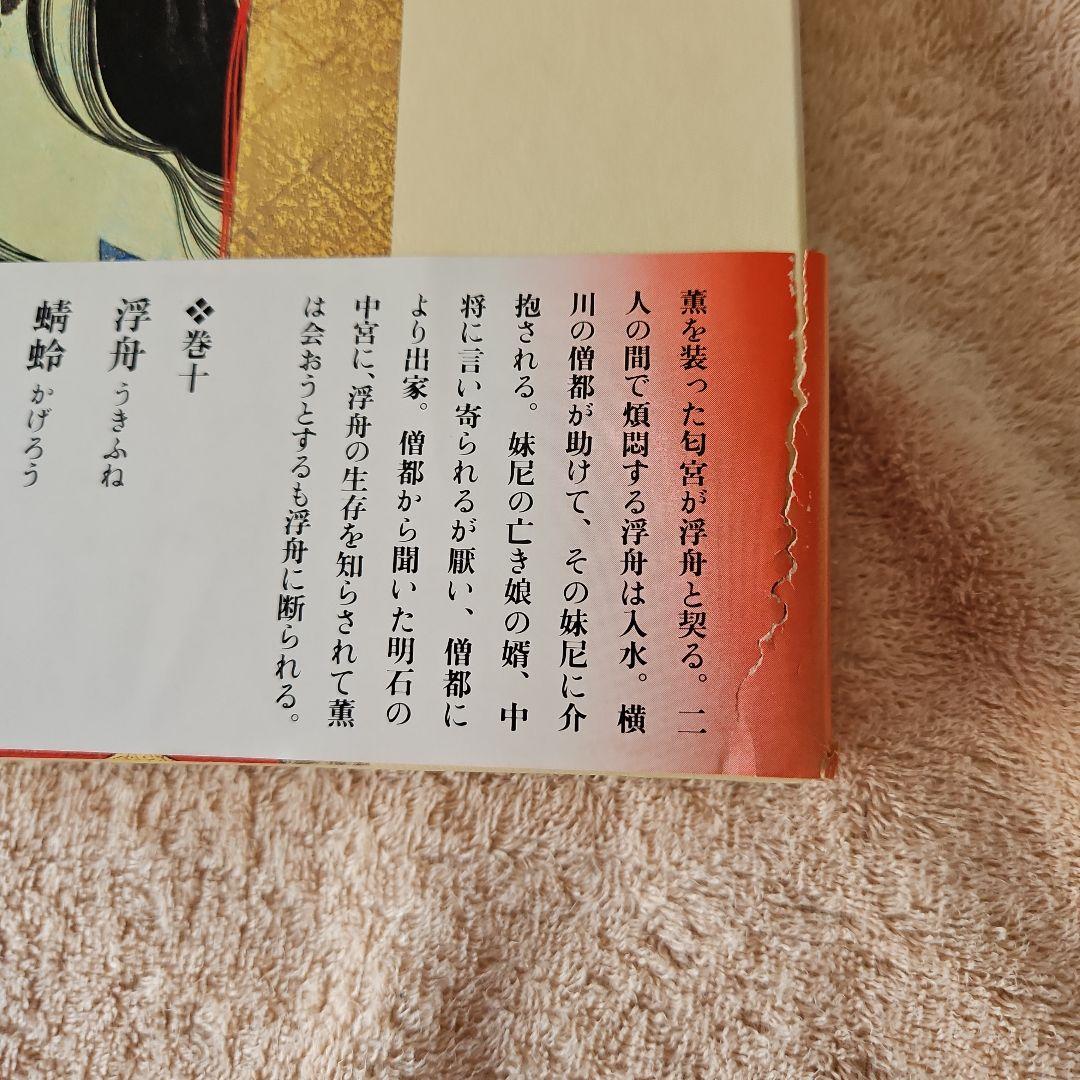 薫を装った匂宮が浮舟と契る。二
人の間で煩悶する浮舟は入水。横
川の僧都が助けて、その妹尼に介
抱される。妹尼の亡き娘の婿、中
将に言い寄られるが厭い、僧都に
より出家。僧都から聞いた明石の
中宮に、浮舟の生存を知らされて薫
は会おうとするも浮舟に断られる。
❖巻十
浮舟 うきふね
蜻蛉 かげろう